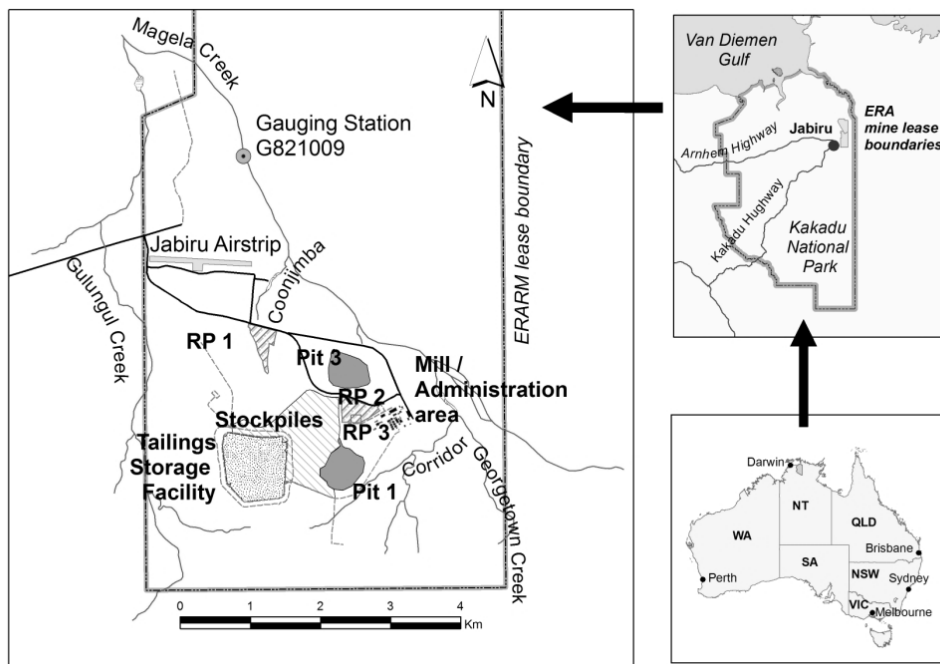 Magela Creek
N
Gauging Station
G821009
ERARM lease boundary
Jabiru Airstrip
Coonjimba
Gulungul Creek
RP 1
Pit 3
Mill /
Administration
area
RP 2
Stockpiles
RP 3
Tailings
Storage
Facility
Corridor
Pit 1
Georgetown Creek
0 1 2 3 4
Km
Van Diemen
Gulf
ERA
mine lease
boundaries
Jabiru
Arnhem Highway
Kakadu Hughway
Kakadu
National
Park
Darwin
NT
WA
QLD
Brisbane
SA
NSW
Perth
Sydney
VIC
Melbourne